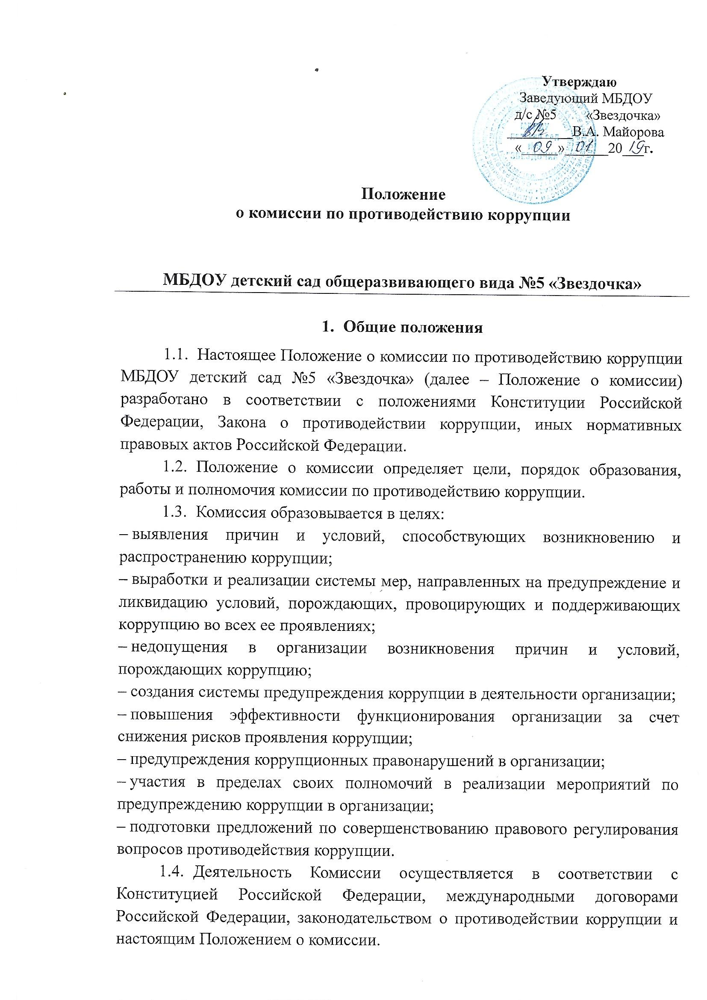 Утверждаю
Заведующий МБДОУ
д/с №5 «Звездочка»
__________В.А. Майорова
«_09_»_01_20_19г.
Положение
о комиссии по противодействию коррупции
МБДОУ детский сад общеразвивающего вида №5 «Звездочка»
1. Общие положения
1.1. Настоящее Положение о комиссии по противодействию коррупции
МБДОУ детский сад №5 «Звездочка» (далее – Положение о комиссии)
разработано в соответствии с положениями Конституции Российской
Федерации, Закона о противодействии коррупции, иных нормативных
правовых актов Российской Федерации.
1.2. Положение о комиссии определяет цели, порядок образования,
работы и полномочия комиссии по противодействию коррупции.
1.3. Комиссия образовывается в целях:
– выявления причин и условий, способствующих возникновению и
распространению коррупции;
– выработки и реализации системы мер, направленных на предупреждение и
ликвидацию условий, порождающих, провоцирующих и поддерживающих
коррупцию во всех ее проявлениях;
– недопущения в организации возникновения причин и условий,
порождающих коррупцию;
– создания системы предупреждения коррупции в деятельности организации;
– повышения эффективности функционирования организации за счет
снижения рисков проявления коррупции;
– предупреждения коррупционных правонарушений в организации;
– участия в пределах своих полномочий в реализации мероприятий по
предупреждению коррупции в организации;
– подготовки предложений по совершенствованию правового регулирования
вопросов противодействия коррупции.
1.4. Деятельность Комиссии осуществляется в соответствии с
Конституцией Российской Федерации, международными договорами
Российской Федерации, законодательством о противодействии коррупции и
настоящим Положением о комиссии.